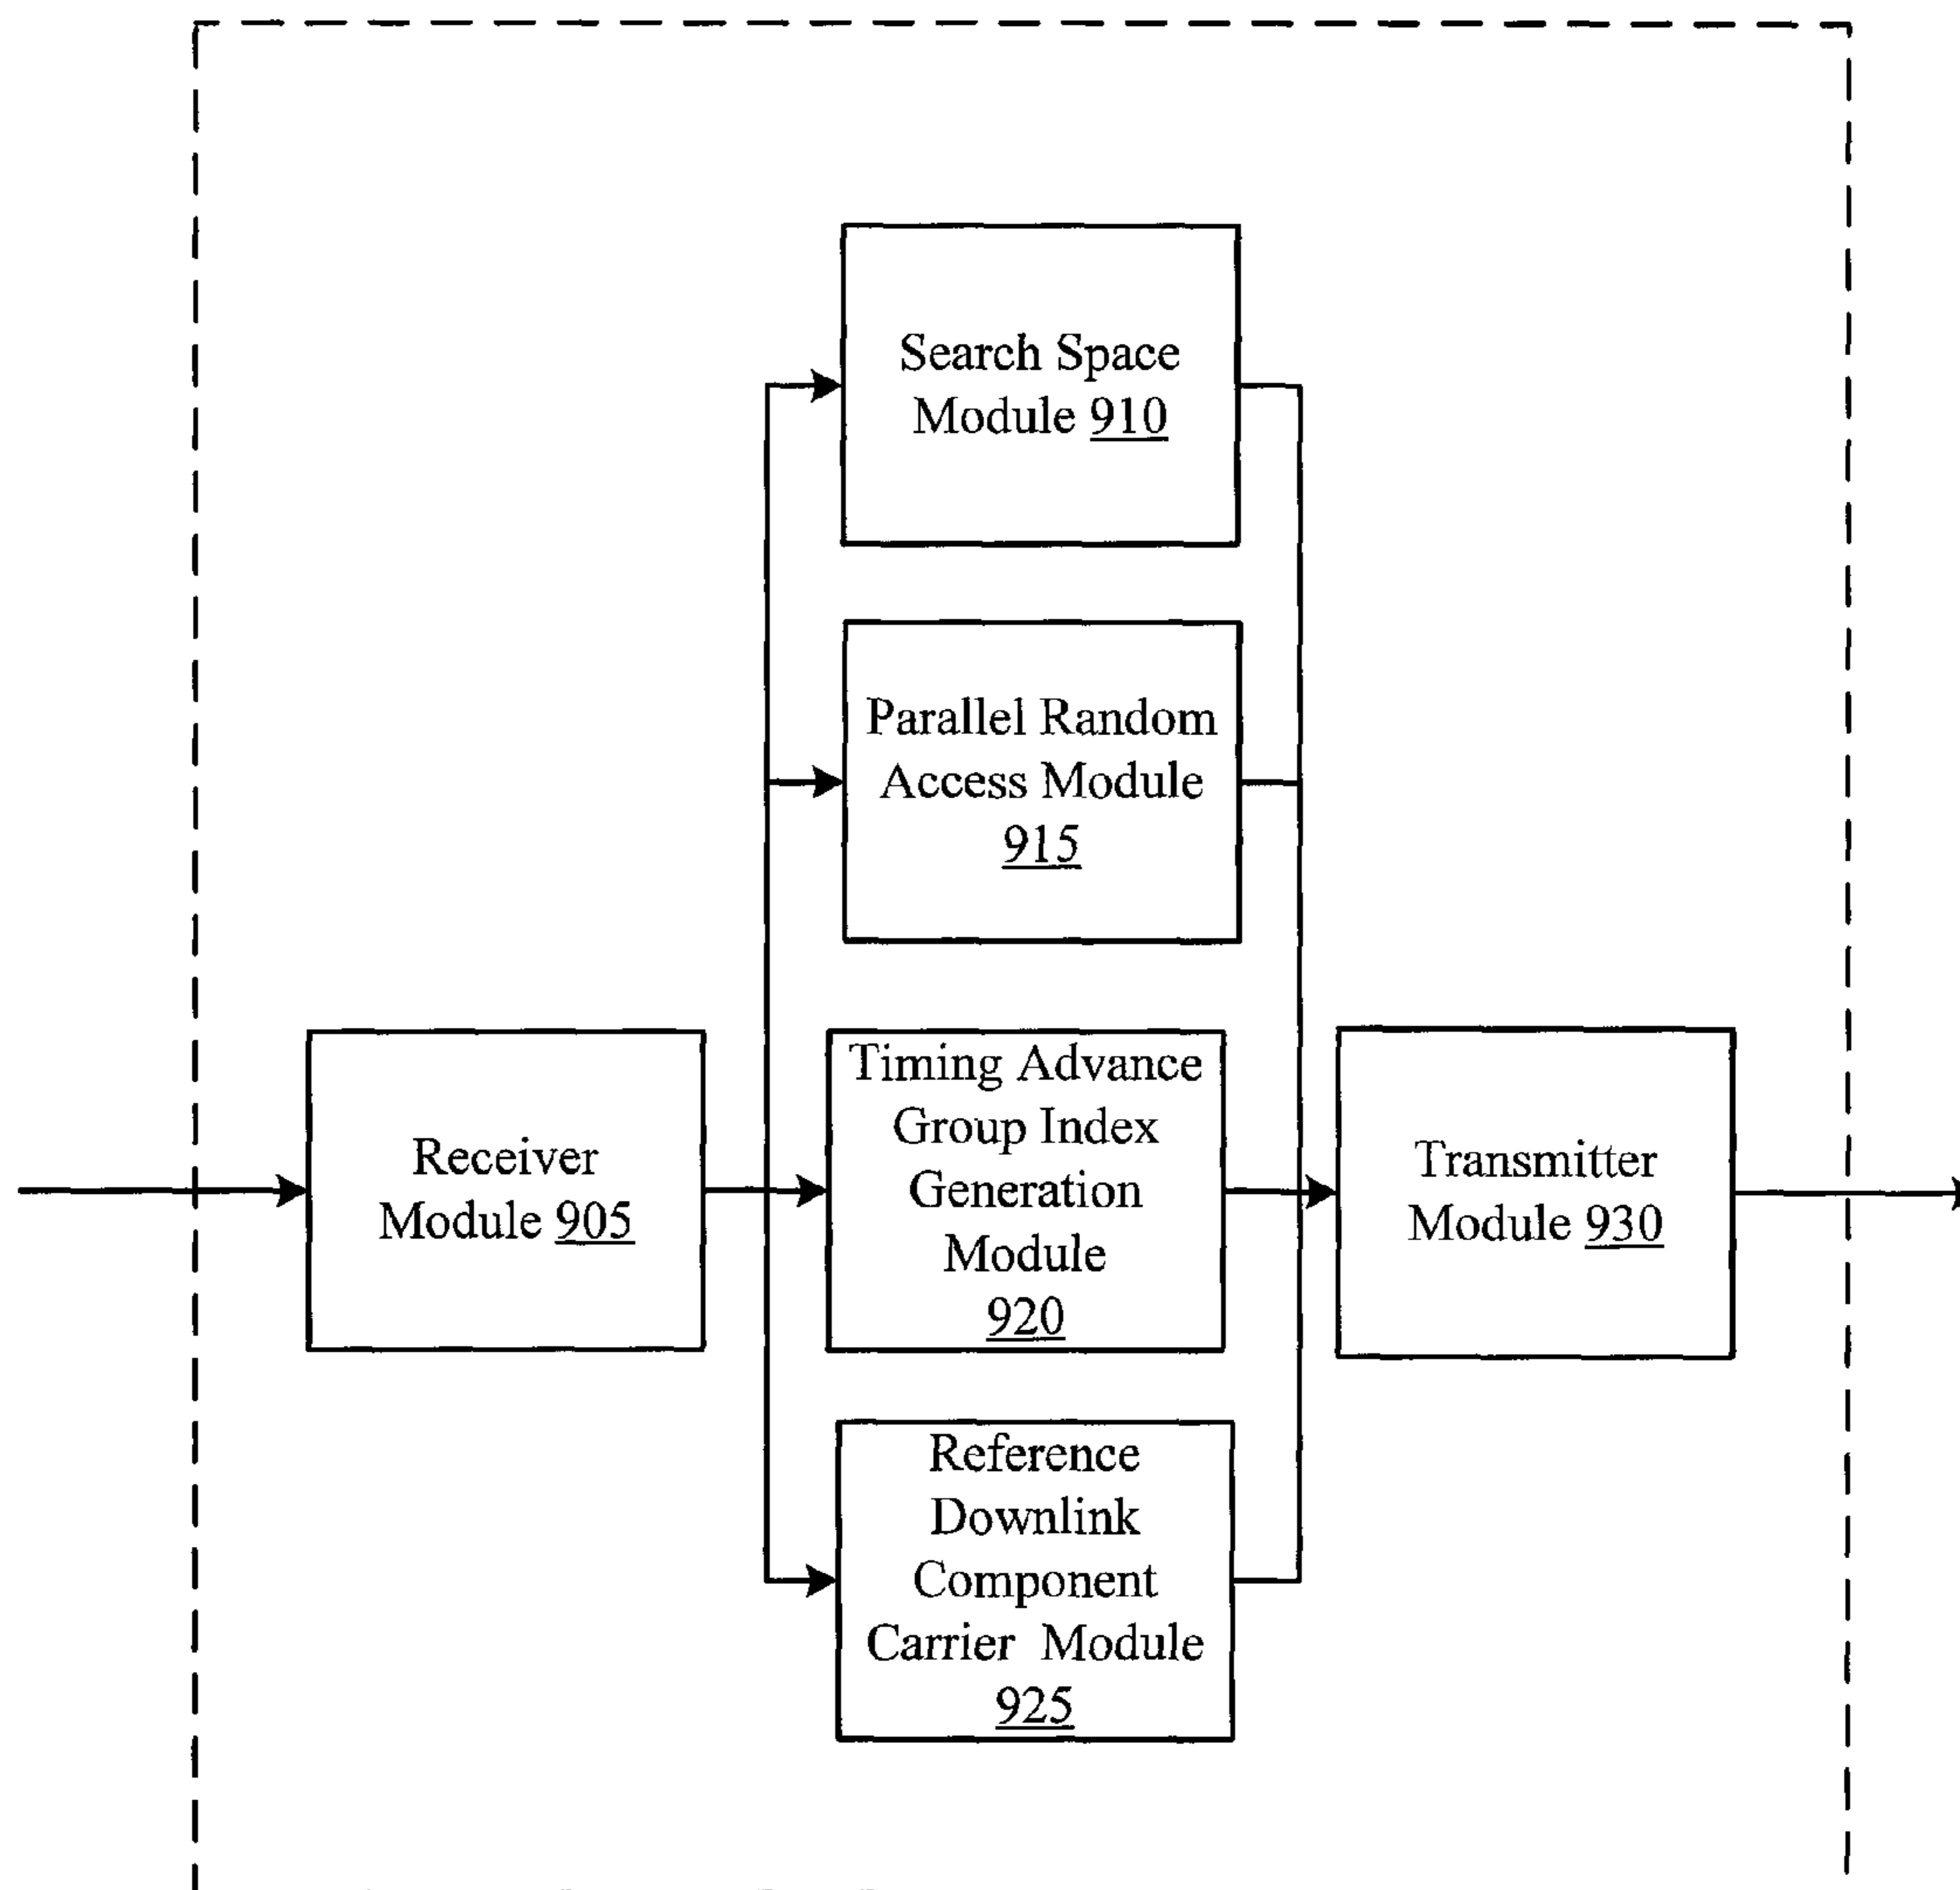 Search Space
Module 910
Parallel Random
Access Module
915
Timing Advance
Group Index
Generation
Module
920
Receiver
Module 905
Transmitter
Module 930
Reference
Downlink
Component
Carrier Module
925